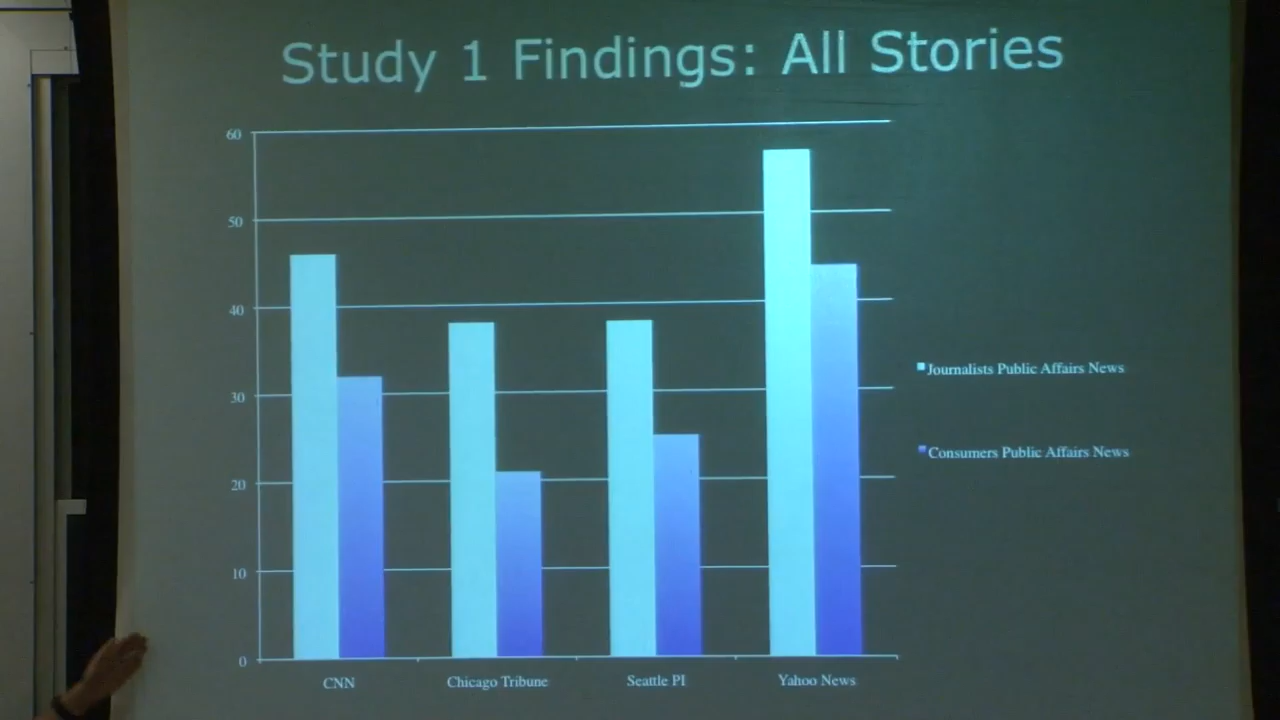 Study 1 Findings: All Stories
60
50
40
30
20
10
0
CNN
Chicago Tribune
Seattle PI
Yahoo News
Journalists Public Affairs News
Consumers Public Affairs News